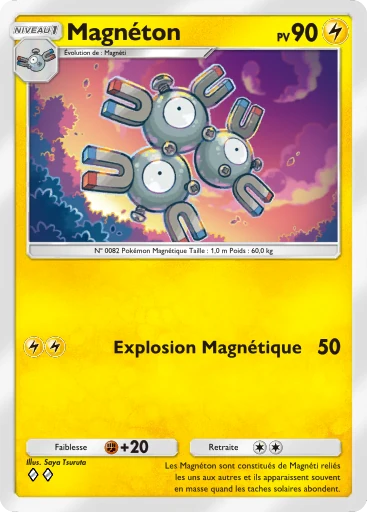 NIVEAU 1
Magnéton
PV 90
Évolution de : Magnéti
N° 0082 Pokémon Magnétique Taille : 1,0 m Poids : 60,0 kg
Explosion Magnétique 50
Faiblesse +20 Retraite
Illus. Saya Tsuruta
Les Magnéton sont constitués de Magnéti reliés
les uns aux autres et ils apparaissent souvent
en masse quand les taches solaires abondent.